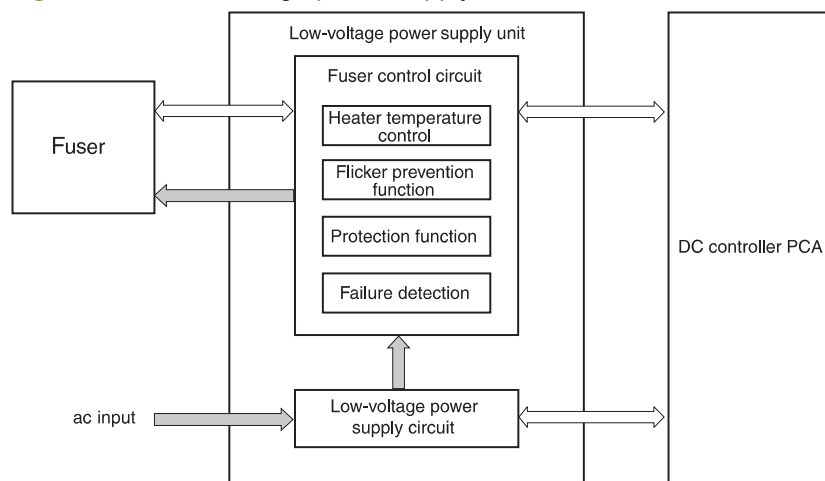 Low-voltage power supply unit
Fuser control circuit
Heater temperature
control
Flicker prevention
function
Protection function
Failure detection
Fuser
DC controller PCA
ac input
Low-voltage power
supply circuit